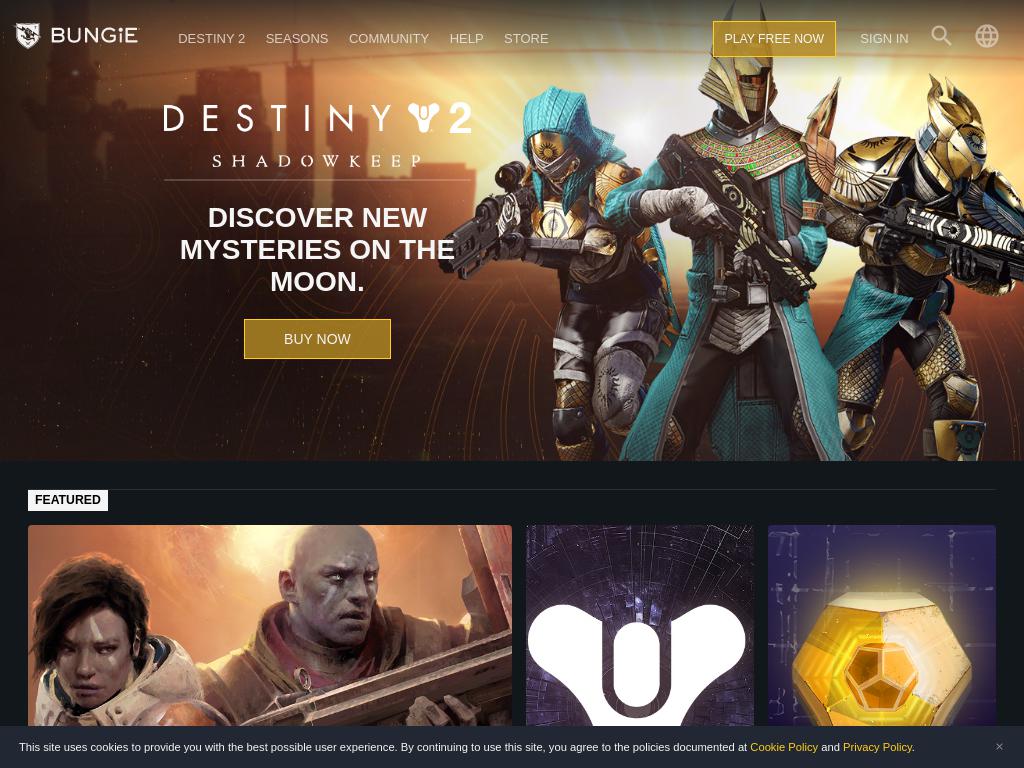 BUNGiE
DESTINY 2 SEASONS COMMUNITY HELP STORE PLAY FREE NOW SIGN IN
DESTINY 2
SHADOWKEEP
DISCOVER NEW
MYSTERIES ON THE
MOON.
BUY NOW
FEATURED
This site uses cookies to provide you with the best possible user experience. By continuing to use this site, you agree to the policies documented at Cookie Policy and Privacy Policy.